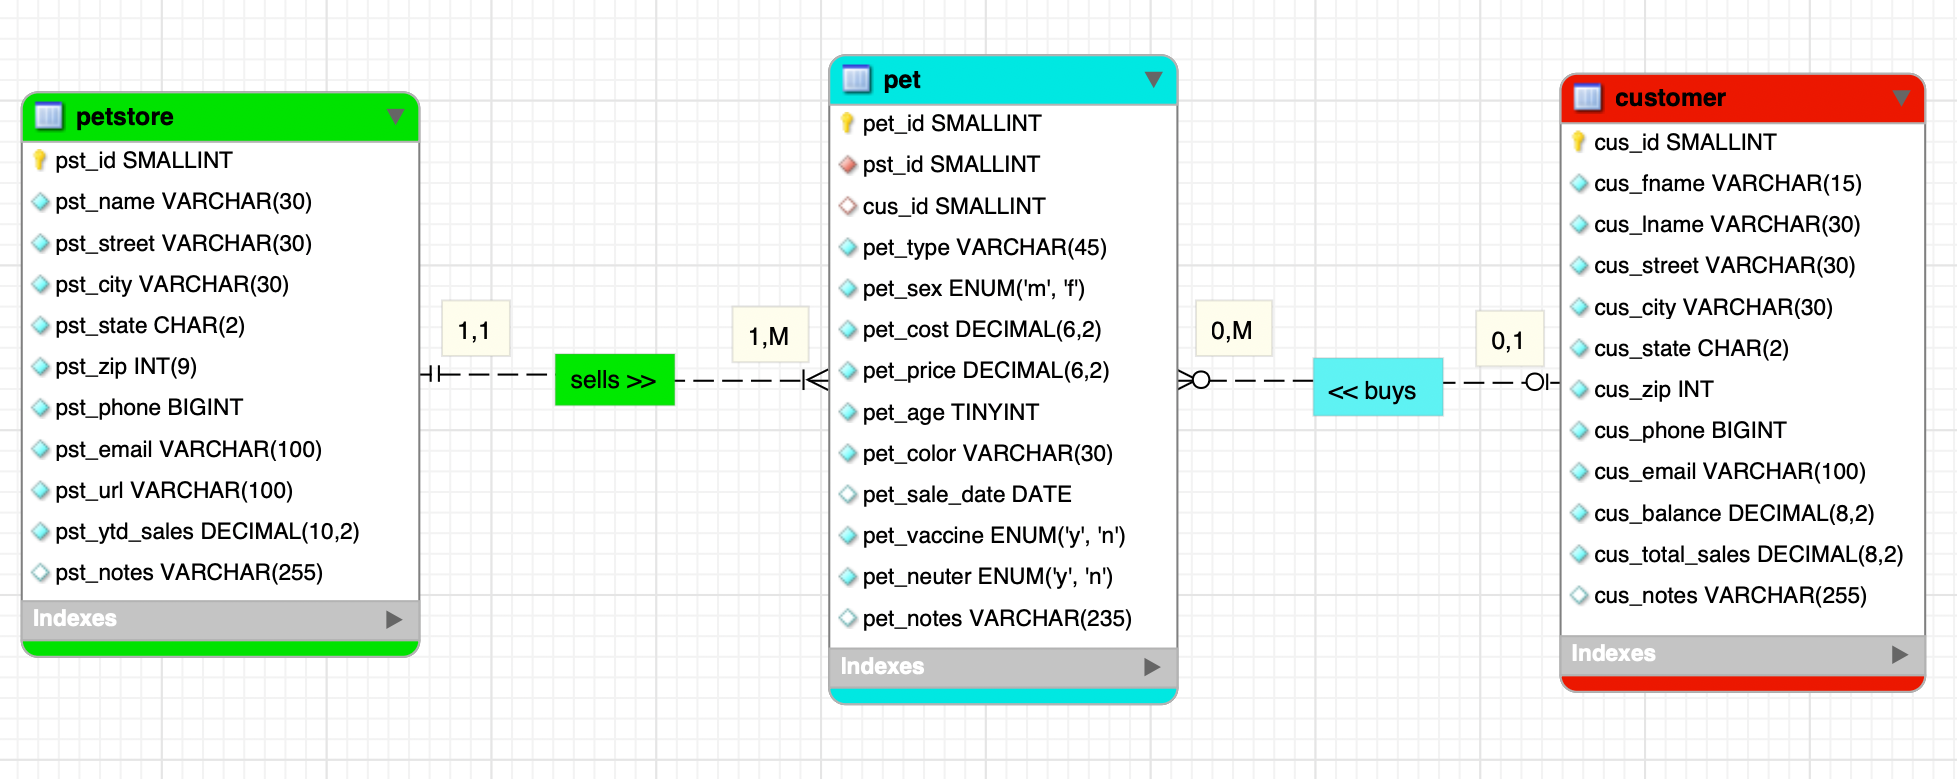 petstore
pst_id SMALLINT
pst_name VARCHAR(30)
pst_street VARCHAR(30)
pst_city VARCHAR(30)
pst_state CHAR(2)
pst_zip INT(9)
pst_phone BIGINT
pst_email VARCHAR(100)
pst_url VARCHAR(100)
pst_ytd_sales DECIMAL(10,2)
pst_notes VARCHAR(255)
Indexes
1,1
sells >>
1,M
pet
pet_id SMALLINT
pst_id SMALLINT
cus_id SMALLINT
pet_type VARCHAR(45)
pet_sex ENUM('m', 'f')
pet_cost DECIMAL(6,2)
pet_price DECIMAL(6,2)
pet_age TINYINT
pet_color VARCHAR(30)
pet_sale_date DATE
pet_vaccine ENUM('y', 'n')
pet_neuter ENUM('y', 'n')
pet_notes VARCHAR(235)
Indexes
0,M
<< buys
0,1
customer
cus_id SMALLINT
cus_fname VARCHAR(15)
cus_lname VARCHAR(30)
cus_street VARCHAR(30)
cus_city VARCHAR(30)
cus_state CHAR(2)
cus_zip INT
cus_phone BIGINT
cus_email VARCHAR(100)
cus_balance DECIMAL(8,2)
cus_total_sales DECIMAL(8,2)
cus_notes VARCHAR(255)
Indexes